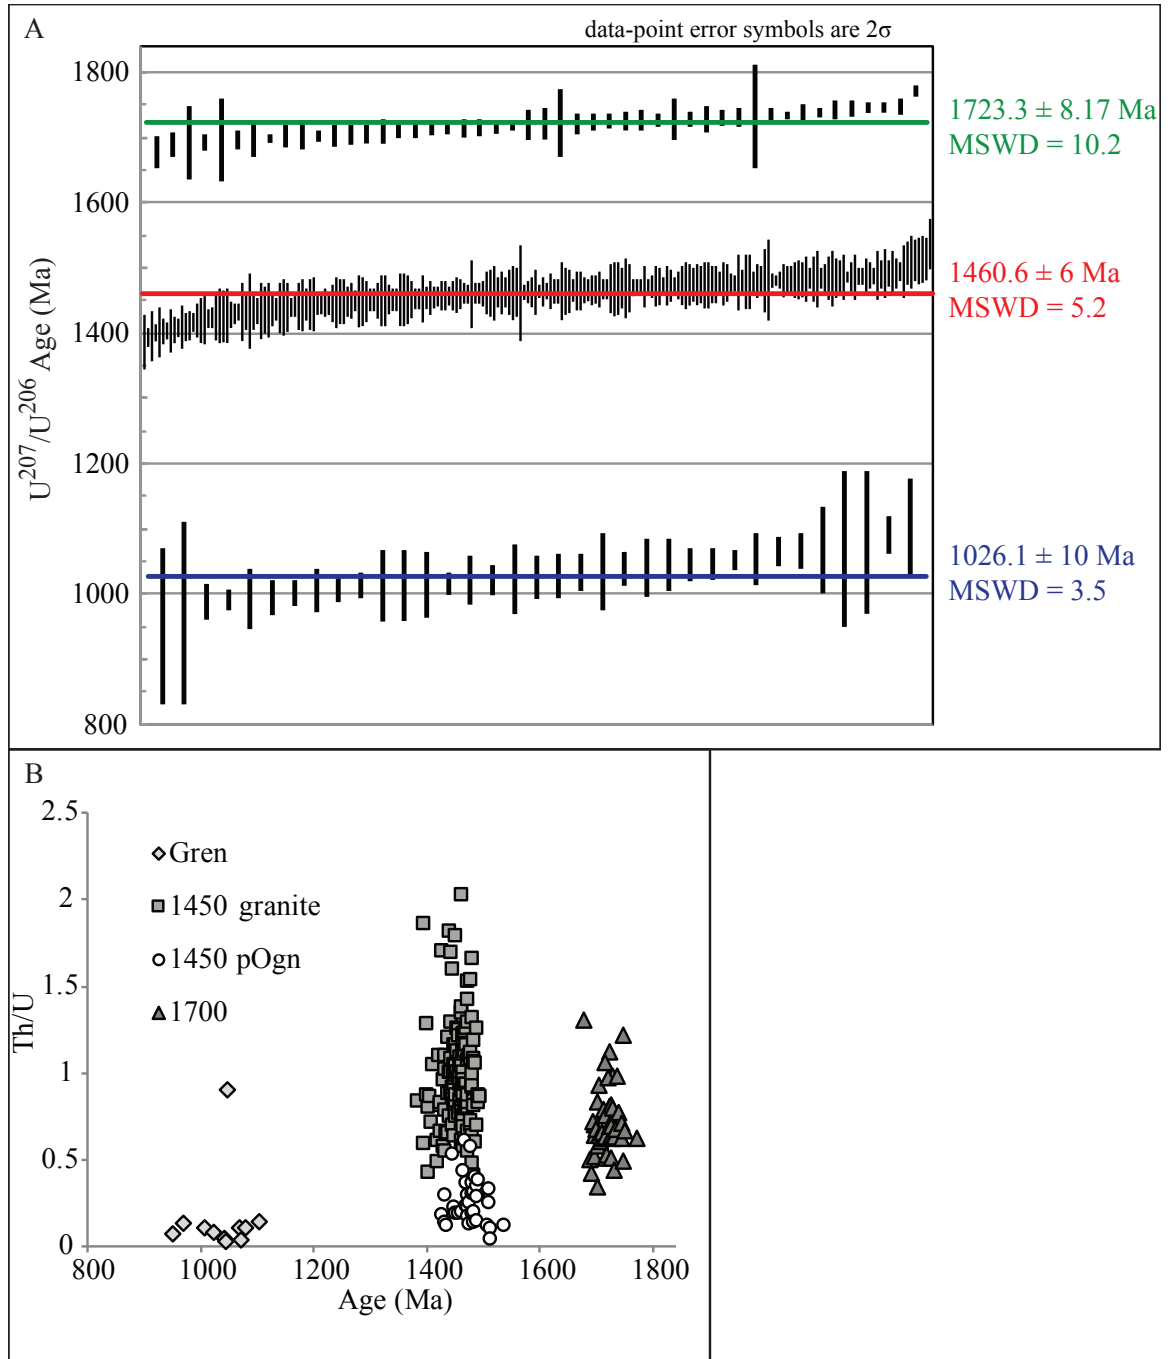 A
data-point error symbols are 2σ
U²⁰⁷/U²⁰⁶ Age (Ma)
1800
1600
1400
1200
1000
800
1723.3 ± 8.17 Ma
MSWD = 10.2
1460.6 ± 6 Ma
MSWD = 5.2
1026.1 ± 10 Ma
MSWD = 3.5
B
Th/U
2.5
2
1.5
1
0.5
0
Gren
1450 granite
1450 pOgn
1700
800 1000 1200 1400 1600 1800
Age (Ma)